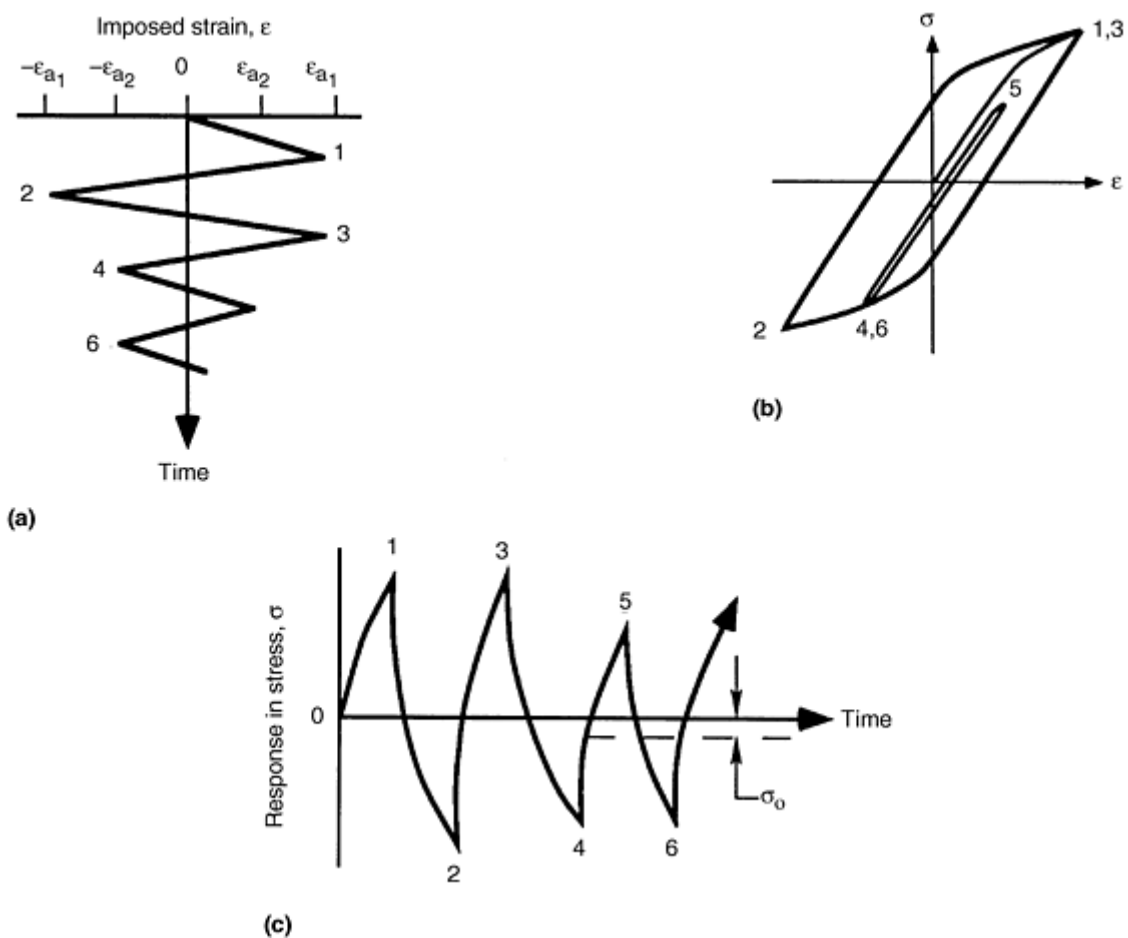 Imposed strain, ε
−εa1 −εa2 0 εa2 εa1
1
2
3
4
6
Time
(a)
σ
1,3
5
ε
2
4,6
(b)
Response in stress, σ
1
3
5
0
Time
σo
2
4
6
(c)